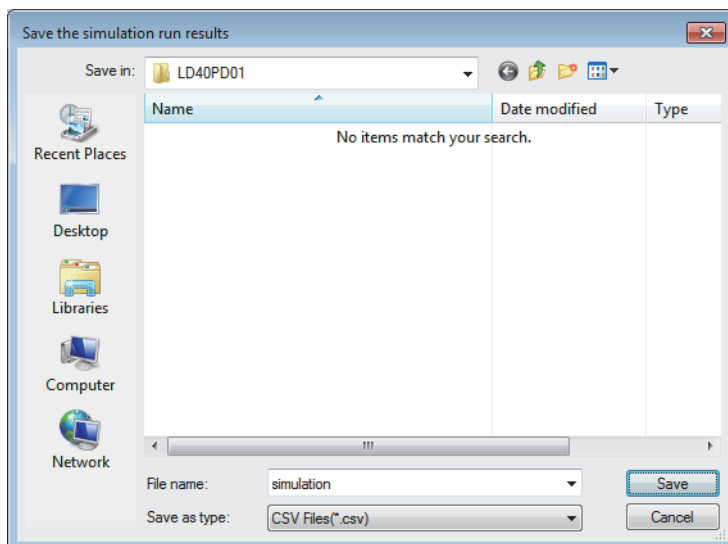 Save the simulation run results
Save in: LD40PD01
Name Date modified Type
No items match your search.
Recent Places
Desktop
Libraries
Computer
Network
File name: simulation Save
Save as type: CSV Files(*.csv) Cancel